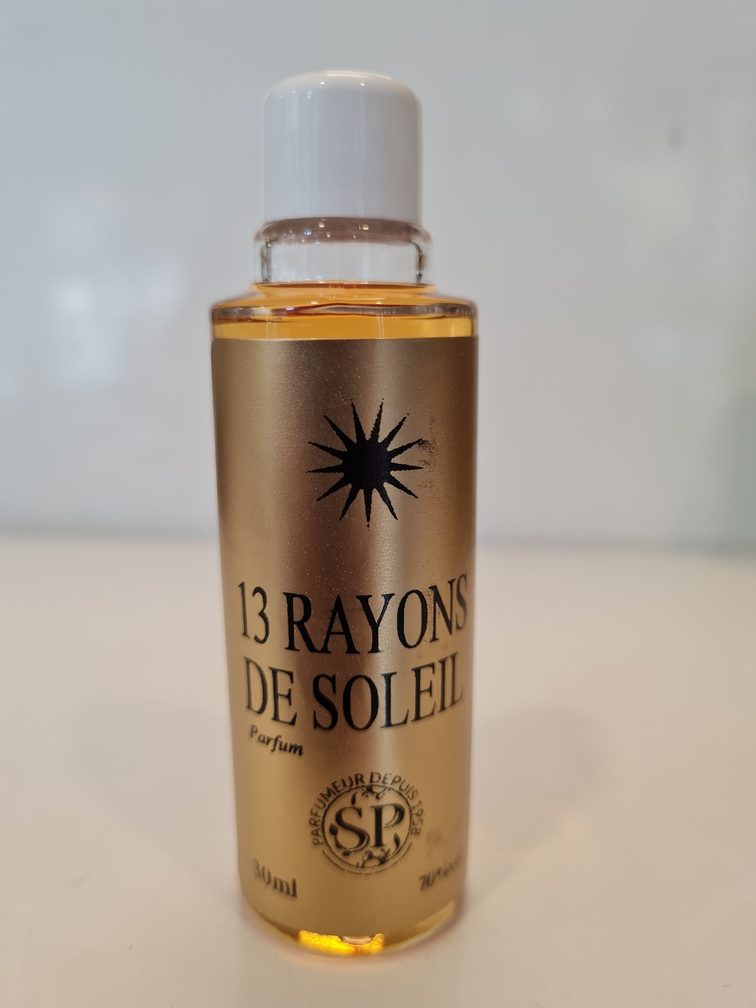 13 RAYONS
DE SOLEIL
Parfum
PARFUMEUR DEPUIS 1958
SP
30ml